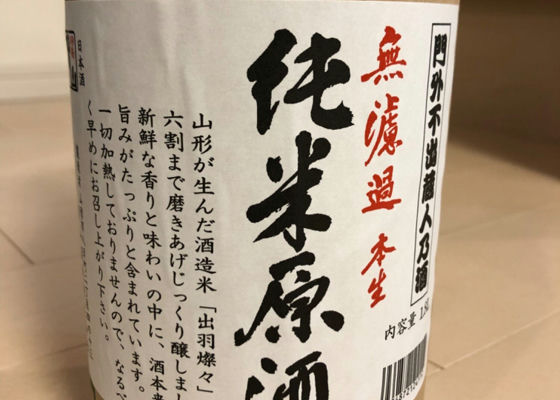 門外不出蔵人乃酒
内容量 1.8L
無濾過 本生
純米原酒
山形が生んだ酒造米「出羽燦々」
六割まで磨きあげじっくり醸しまし
新鮮な香りと味わいの中に、酒本来
旨みがたっぷりと含まれています。
一切加熱しておりませんので、なるべ
く早めにお召し上がり下さい。
日本酒